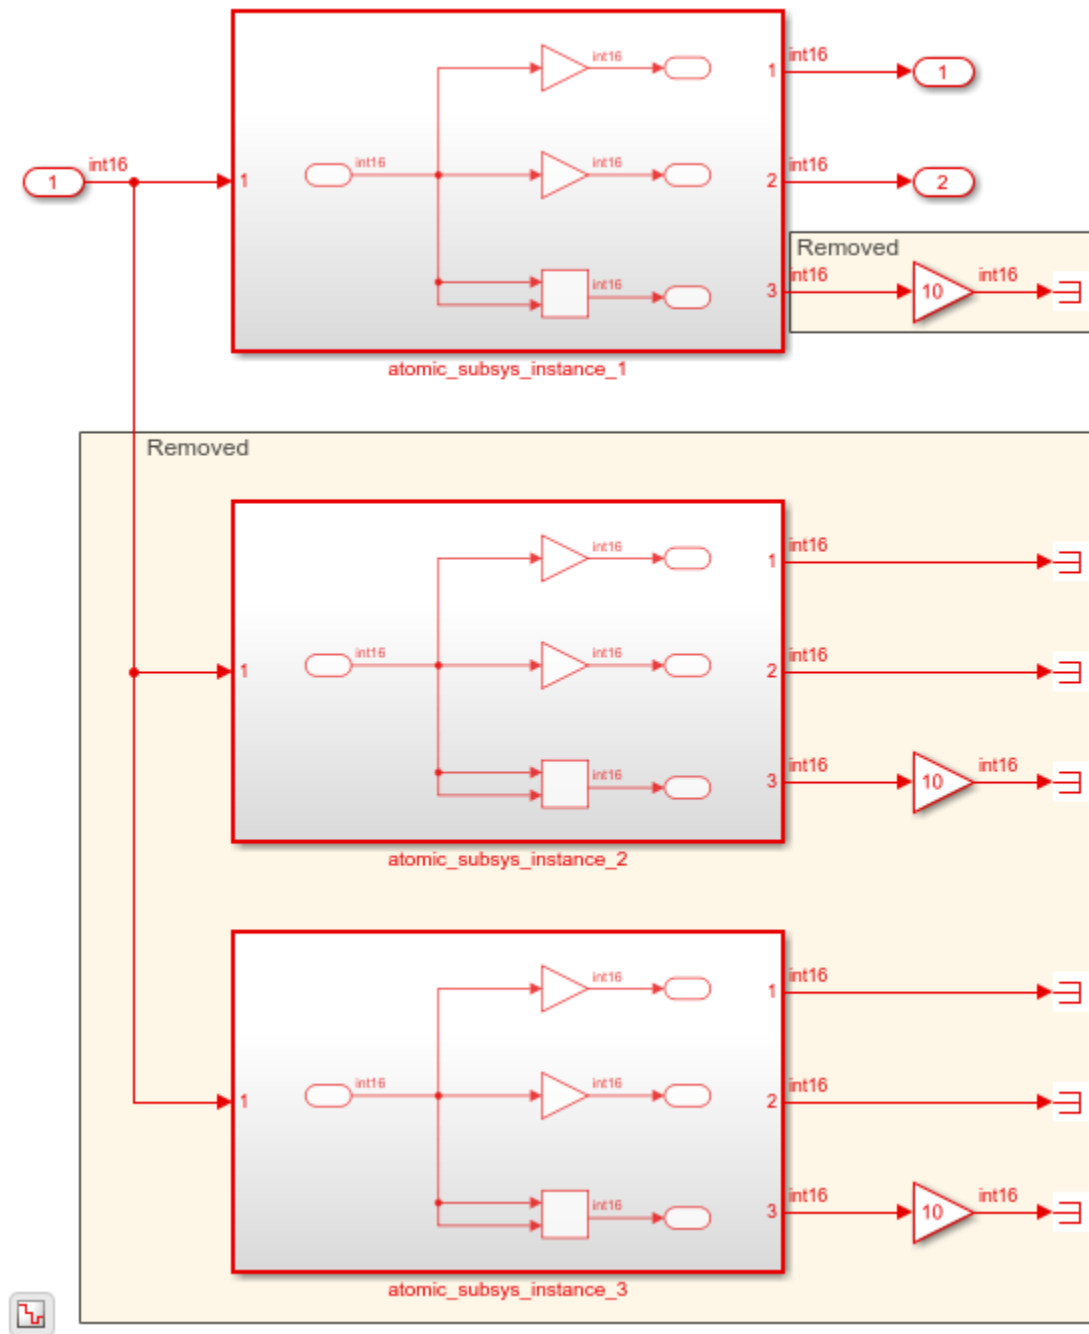 int16
1
int16
1
int16
int16
1
int16
1
int16
int16
2
int16
2
Removed
int16
3
int16
10
int16
atomic_subsys_instance_1
Removed
int16
1
int16
1
int16
int16
2
int16
int16
3
int16
10
int16
atomic_subsys_instance_2
int16
1
int16
1
int16
int16
2
int16
int16
3
int16
10
int16
atomic_subsys_instance_3